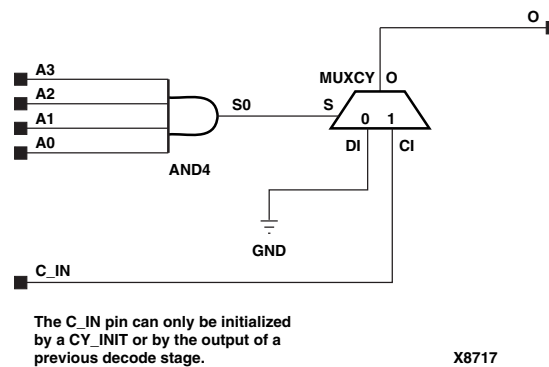 O
A3
MUXCY O
A2
S0
S
A1
0 1
A0
DI CI
AND4
GND
C_IN
The C_IN pin can only be initialized
by a CY_INIT or by the output of a
previous decode stage.
X8717